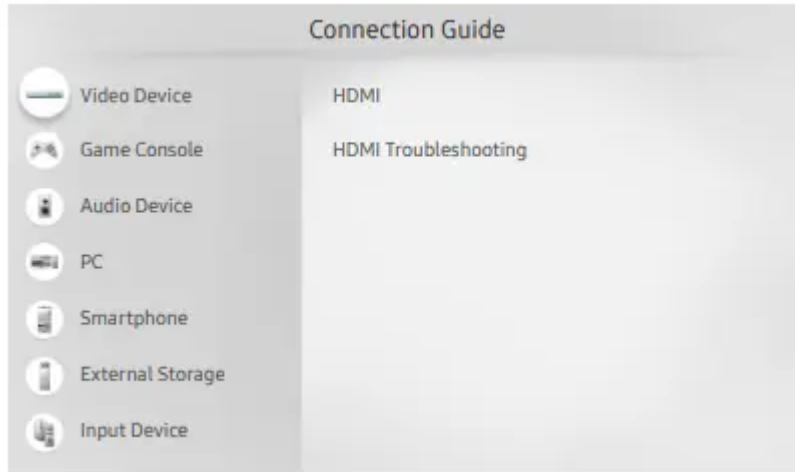 Connection Guide
Video Device
Game Console
Audio Device
PC
Smartphone
External Storage
Input Device
HDMI
HDMI Troubleshooting